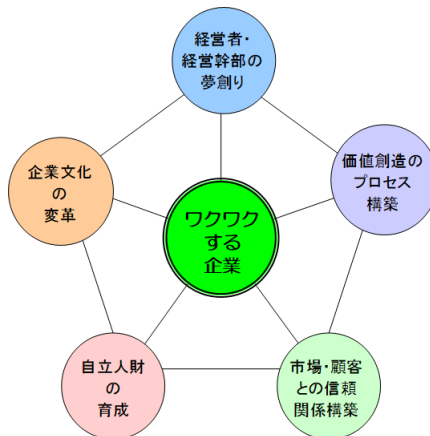 経営者・
経営幹部の
夢創り
価値創造の
プロセス
構築
企業文化
の
変革
ワクワク
する
企業
自立人財
の
育成
市場・顧客
との信頼
関係構築